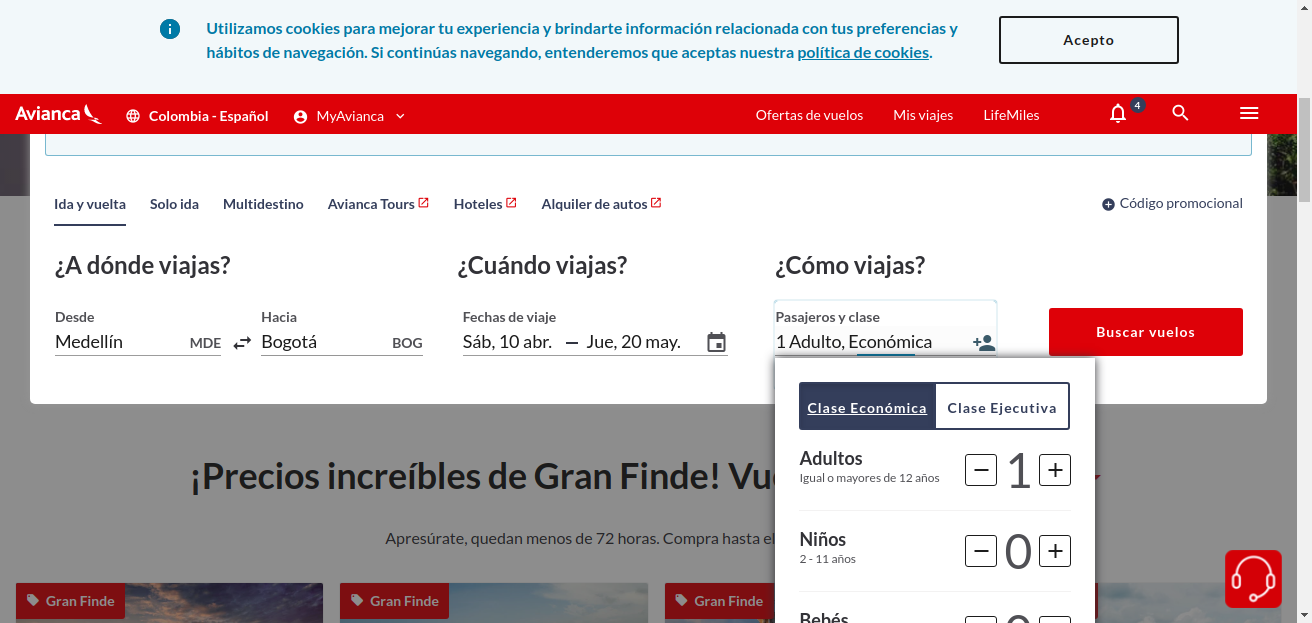 Utilizamos cookies para mejorar tu experiencia y brindarte información relacionada con tus preferencias y
hábitos de navegación. Si continúas navegando, entenderemos que aceptas nuestra política de cookies.
Acepto
Avianca
Colombia - Español
MyAvianca
Ofertas de vuelos
Mis viajes
LifeMiles
4
Ida y vuelta
Solo ida
Multidestino
Avianca Tours
Hoteles
Alquiler de autos
Código promocional
¿A dónde viajas?
¿Cuándo viajas?
¿Cómo viajas?
Desde
Medellín MDE
Hacia
Bogotá BOG
Fechas de viaje
Sáb, 10 abr. — Jue, 20 may.
Pasajeros y clase
1 Adulto, Económica
Buscar vuelos
Clase Económica
Clase Ejecutiva
Adultos
Igual o mayores de 12 años
− 1 +
Niños
2 - 11 años
− 0 +
Bebés
¡Precios increíbles de Gran Finde!
Apresúrate, quedan menos de 72 horas. Compra hasta el
Gran Finde
Gran Finde
Gran Finde